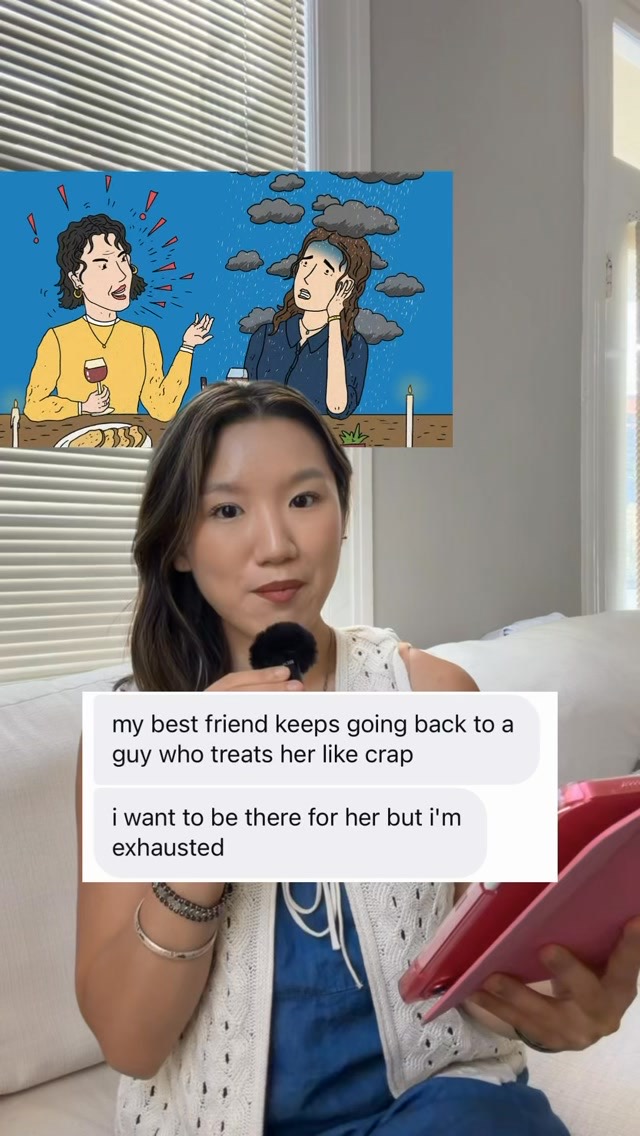 my best friend keeps going back to a
guy who treats her like crap
i want to be there for her but i'm
exhausted